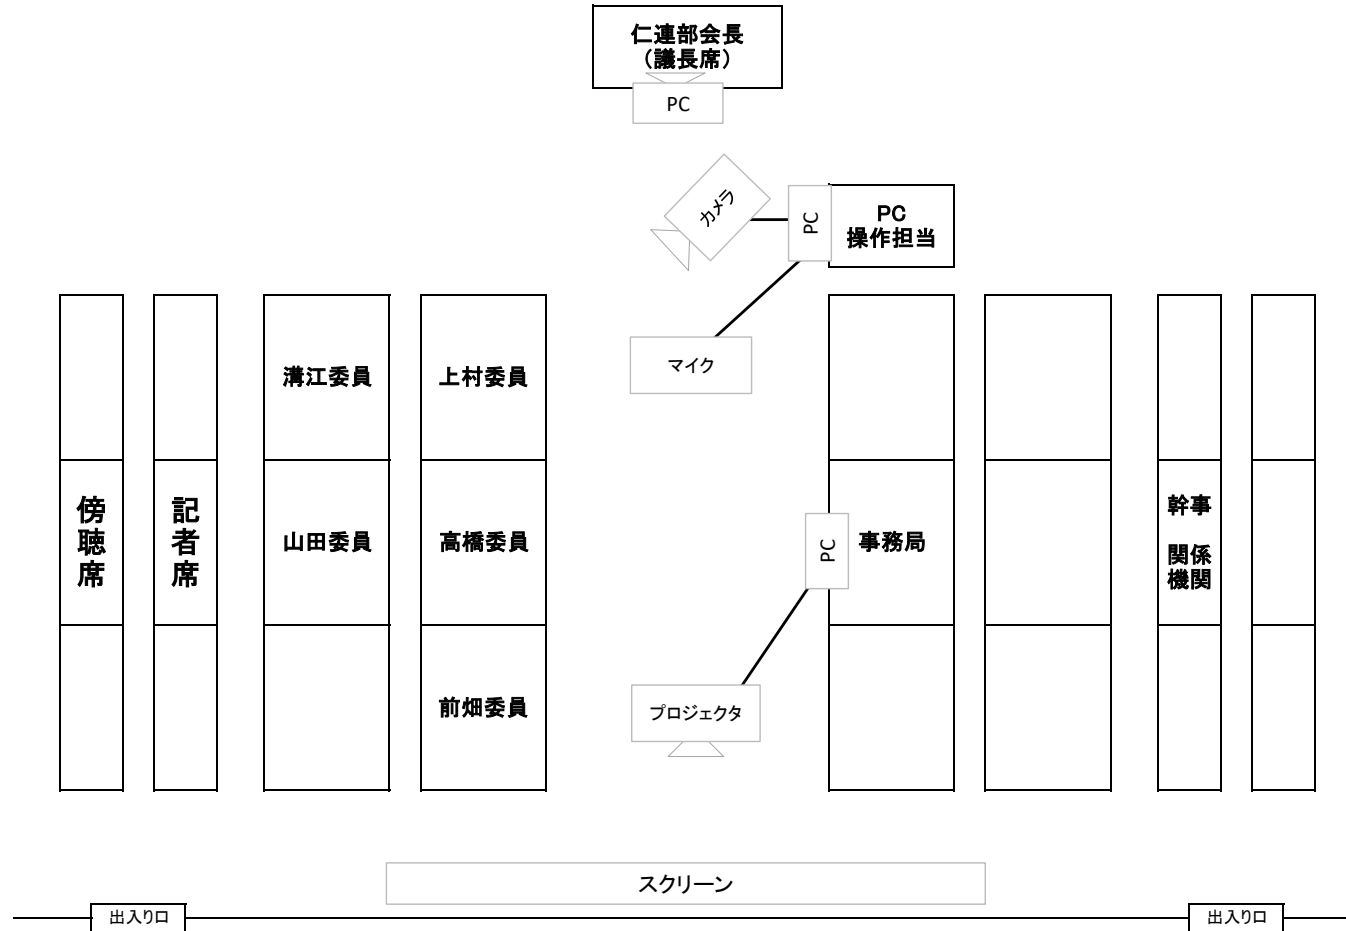 仁連部会長
（議長席）
PC
カメラ
PC
PC
操作担当
マイク
溝江委員
上村委員
傍聴席
記者席
山田委員
高橋委員
PC
事務局
幹事
関係
機関
前畑委員
プロジェクタ
スクリーン
出入り口
出入り口